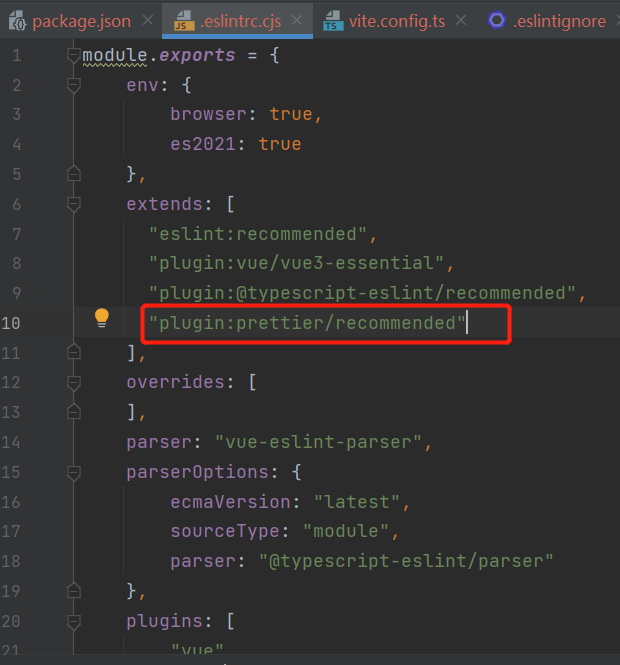 package.json .eslintrc.cjs vite.config.ts .eslintignore
1 module.exports = {
2 env: {
3 browser: true,
4 es2021: true
5 },
6 extends: [
7 "eslint:recommended",
8 "plugin:vue/vue3-essential",
9 "plugin:@typescript-eslint/recommended",
10 "plugin:prettier/recommended"
11 ],
12 overrides: [
13 ],
14 parser: "vue-eslint-parser",
15 parserOptions: {
16 ecmaVersion: "latest",
17 sourceType: "module",
18 parser: "@typescript-eslint/parser"
19 },
20 plugins: [
21 "vue"